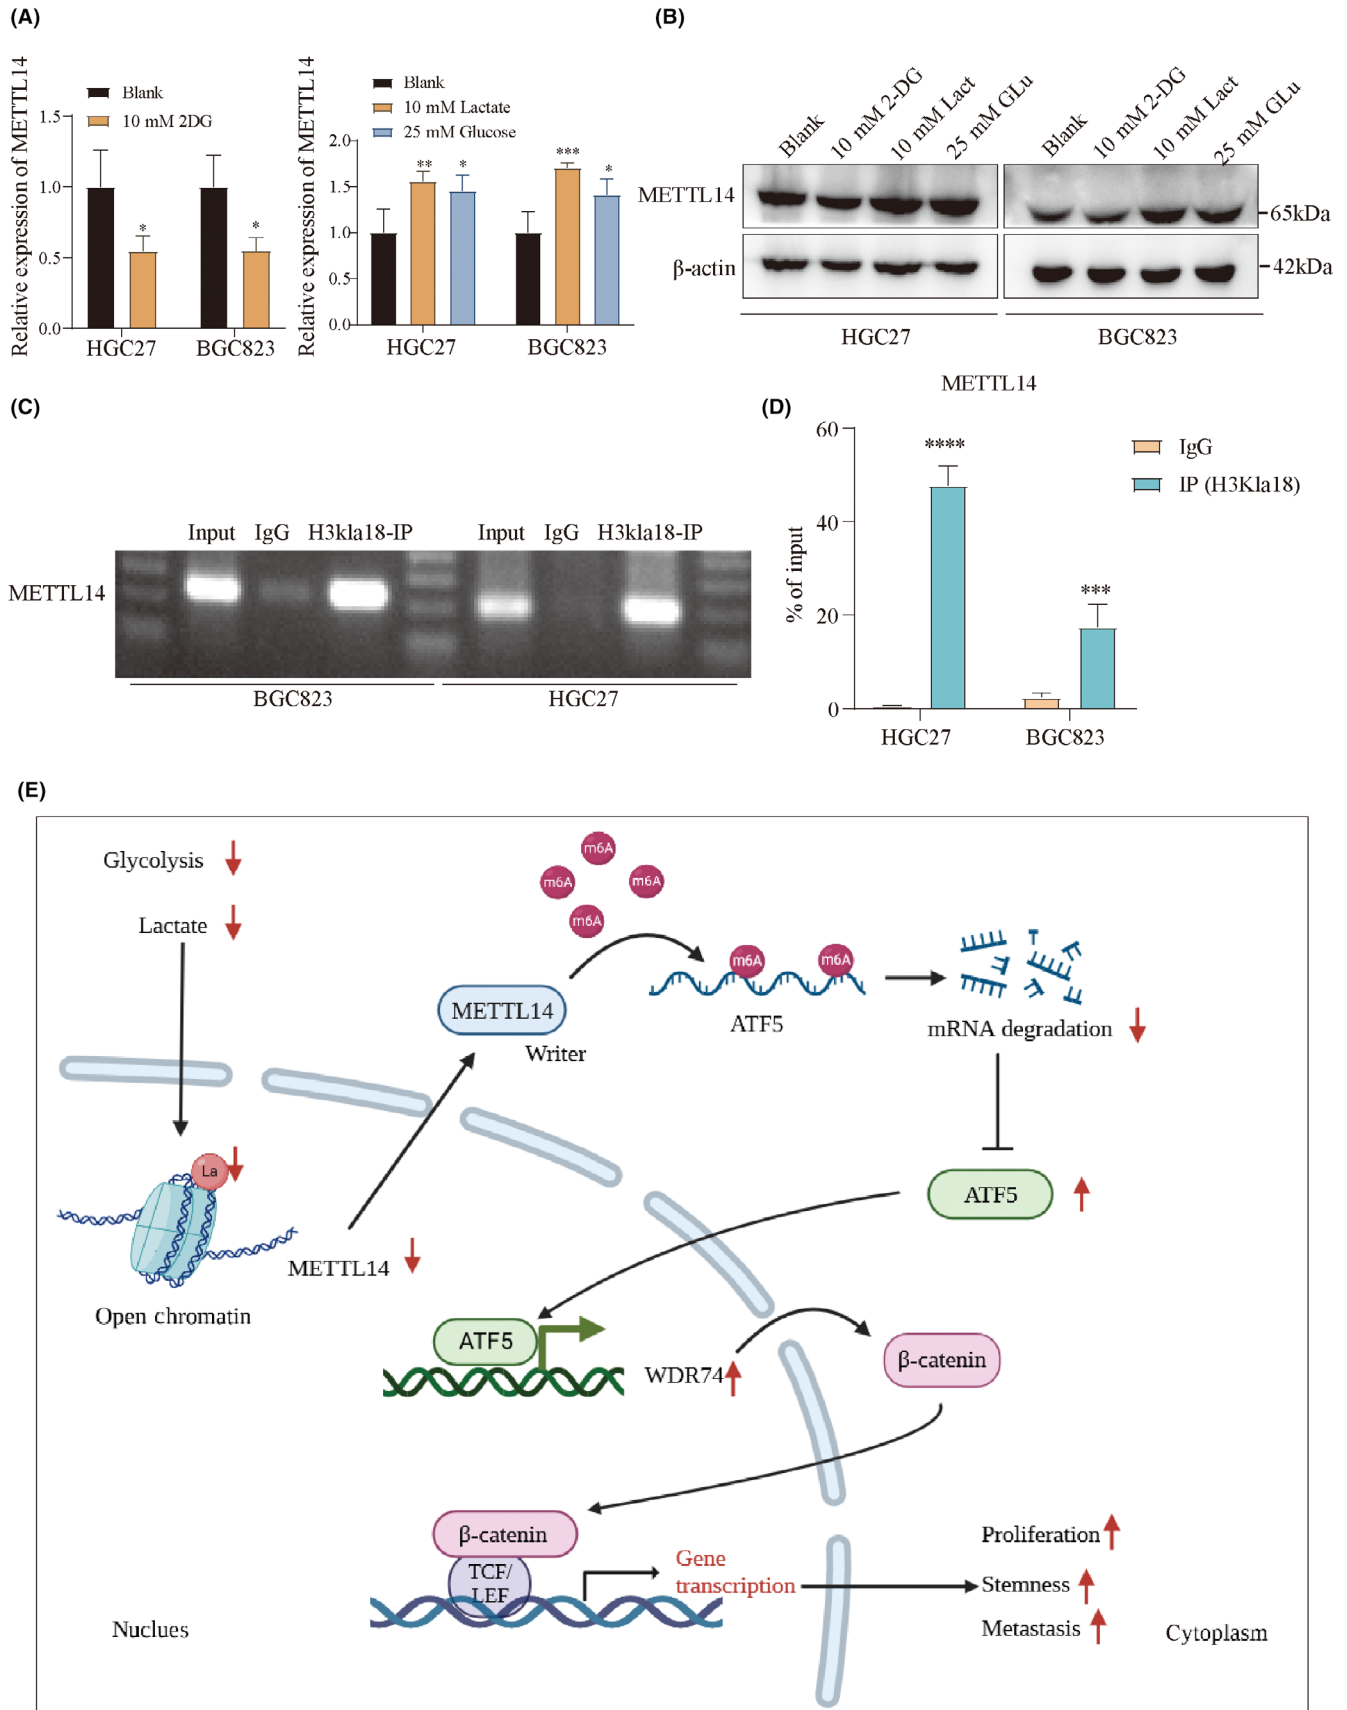 (A)
Relative expression of METTL14
Blank
10 mM 2DG
1.5
1.0
0.5
0.0
*
*
HGC27
BGC823
Relative expression of METTL14
Blank
10 mM Lactate
25 mM Glucose
2.0
1.5
1.0
0.5
0.0
**
*
***
*
HGC27
BGC823
(B)
Blank
10 mM 2-DG
10 mM Lact
25 mM GLu
Blank
10 mM 2-DG
10 mM Lact
25 mM GLu
METTL14
65kDa
β-actin
42kDa
HGC27
BGC823
(C)
Input IgG H3kla18-IP
Input IgG H3kla18-IP
METTL14
BGC823
HGC27
(D)
METTL14
% of input
60
40
20
0
****
***
IgG
IP (H3Kla18)
HGC27
BGC823
(E)
Glycolysis
Lactate
m6A
m6A
m6A
m6A
METTL14
Writer
m6A
m6A
ATF5
mRNA degradation
La
Open chromatin
METTL14
ATF5
ATF5
WDR74
β-catenin
β-catenin
TCF/
LEF
Gene
transcription
Proliferation
Stemness
Metastasis
Nuclues
Cytoplasm